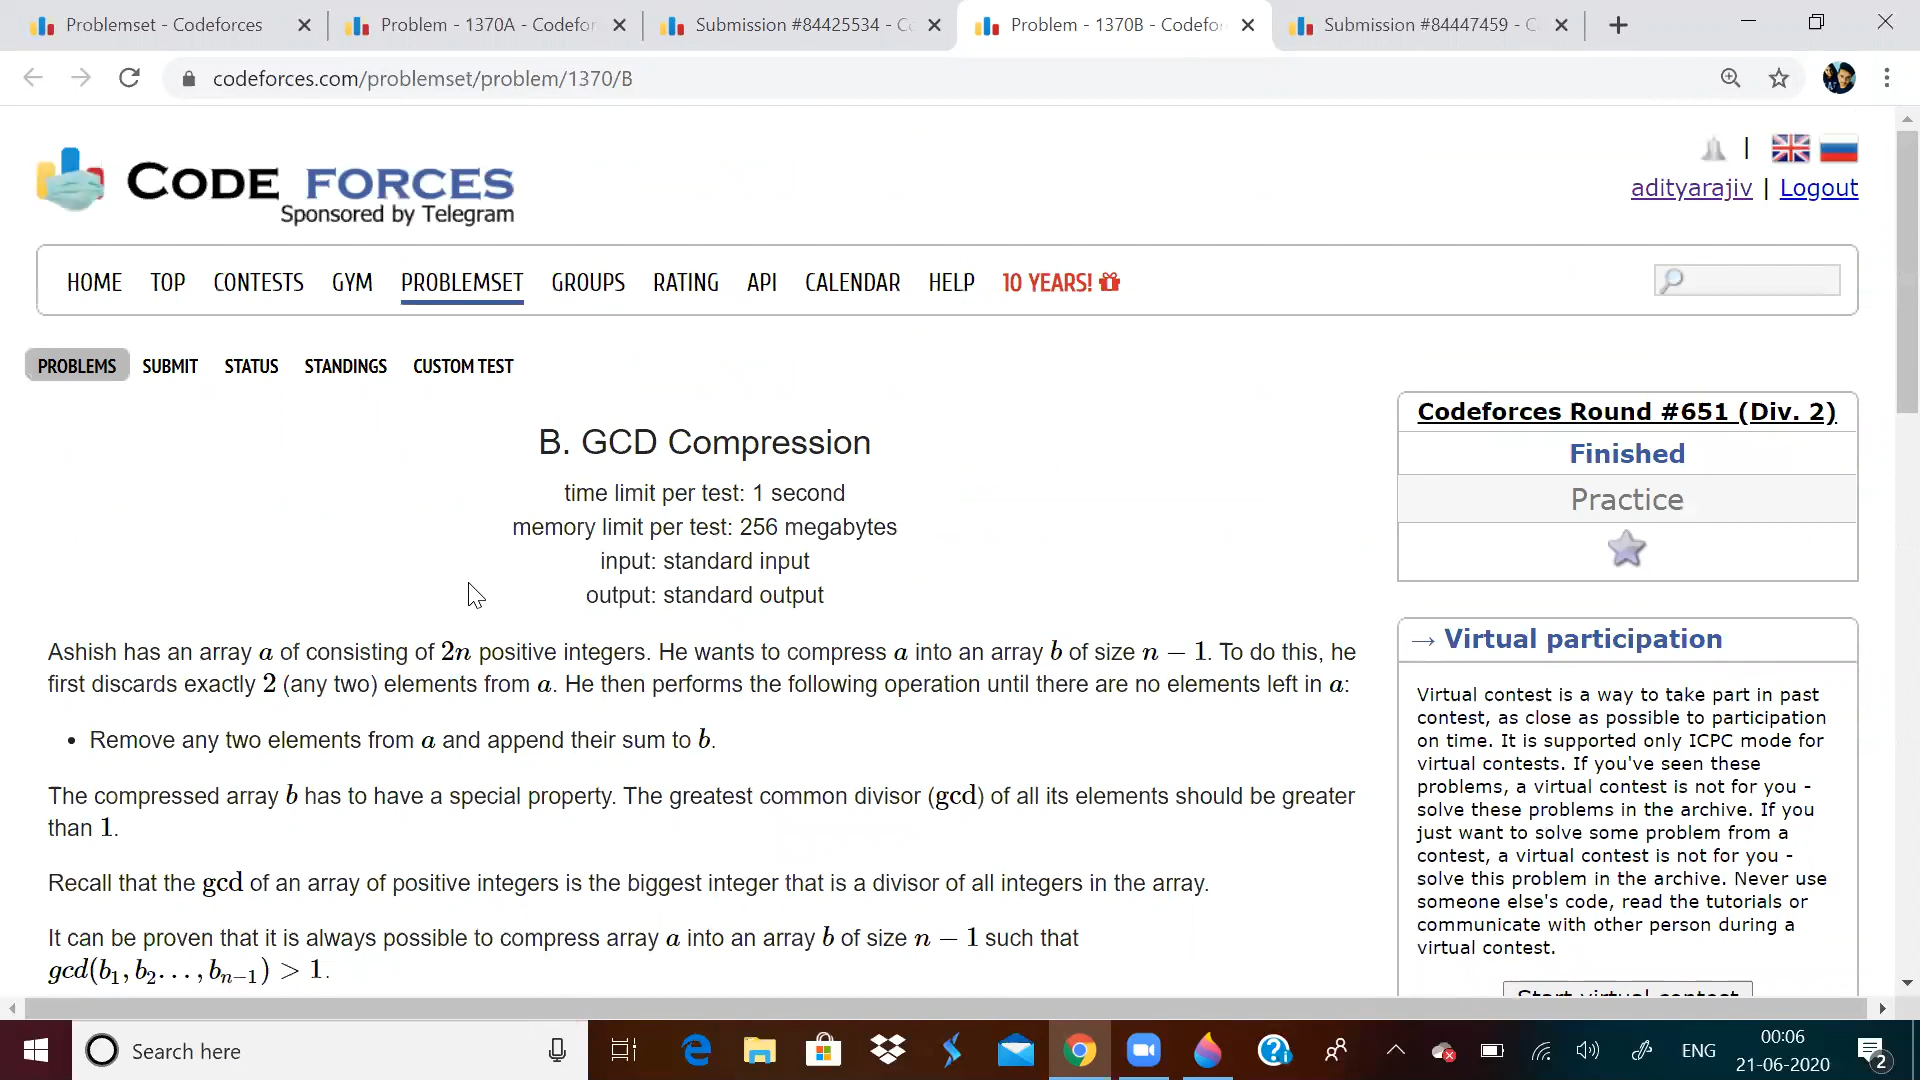 Problemset - Codeforces
Problem - 1370A - Codefor
Submission #84425534 - Co
Problem - 1370B - Codefor
Submission #84447459 - C
codeforces.com/problemset/problem/1370/B
CODE FORCES
Sponsored by Telegram
|
adityarajiv | Logout
HOME TOP CONTESTS GYM PROBLEMSET GROUPS RATING API CALENDAR HELP 10 YEARS!
PROBLEMS SUBMIT STATUS STANDINGS CUSTOM TEST
B. GCD Compression
time limit per test: 1 second
memory limit per test: 256 megabytes
input: standard input
output: standard output
Ashish has an array a of consisting of 2n positive integers. He wants to compress a into an array b of size n − 1. To do this, he
first discards exactly 2 (any two) elements from a. He then performs the following operation until there are no elements left in a:
• Remove any two elements from a and append their sum to b.
The compressed array b has to have a special property. The greatest common divisor (gcd) of all its elements should be greater
than 1.
Recall that the gcd of an array of positive integers is the biggest integer that is a divisor of all integers in the array.
It can be proven that it is always possible to compress array a into an array b of size n − 1 such that
gcd(b₁, b₂..., bₙ₋₁) > 1.
Codeforces Round #651 (Div. 2)
Finished
Practice
→ Virtual participation
Virtual contest is a way to take part in past
contest, as close as possible to participation
on time. It is supported only ICPC mode for
virtual contests. If you've seen these
problems, a virtual contest is not for you -
solve these problems in the archive. If you
just want to solve some problem from a
contest, a virtual contest is not for you -
solve this problem in the archive. Never use
someone else's code, read the tutorials or
communicate with other person during a
virtual contest.
Start virtual contest
Search here
ENG
00:06
21-06-2020
2